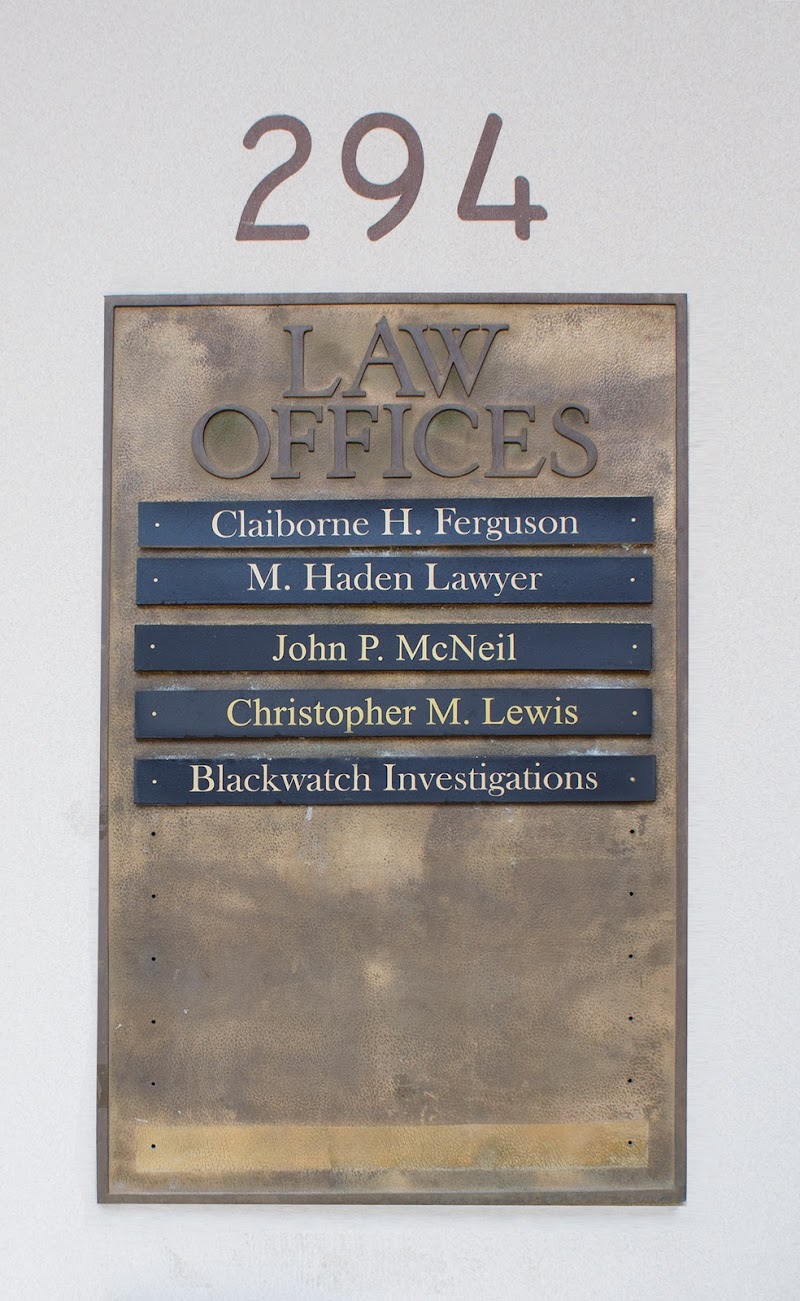 294
LAW
OFFICES
Claiborne H. Ferguson
M. Haden Lawyer
John P. McNeil
Christopher M. Lewis
Blackwatch Investigations